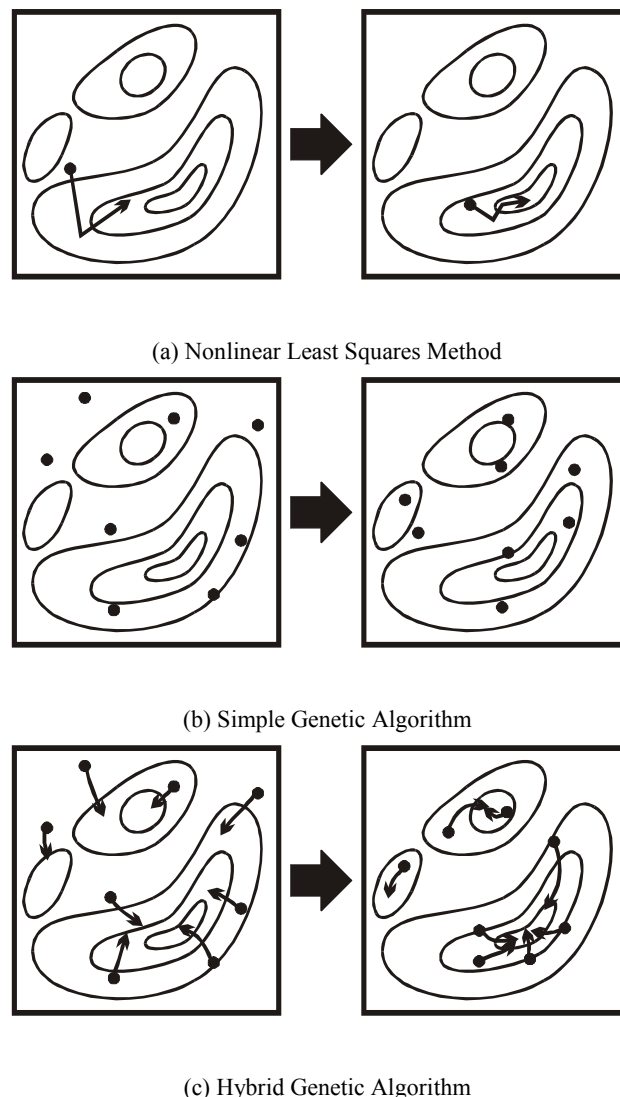 (a) Nonlinear Least Squares Method
(b) Simple Genetic Algorithm
(c) Hybrid Genetic Algorithm